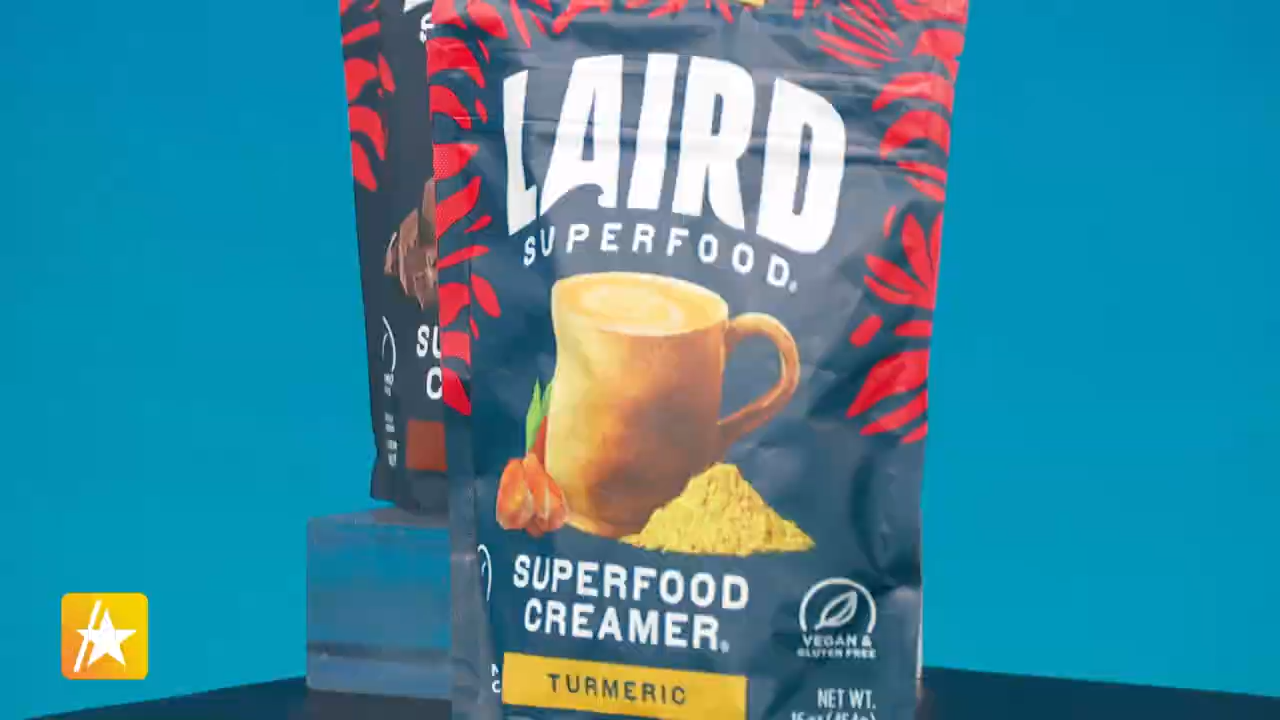 LAIRD
SUPERFOOD®
SUPERFOOD
CREAMER®
VEGAN &
GLUTEN FREE
TURMERIC
NET WT.